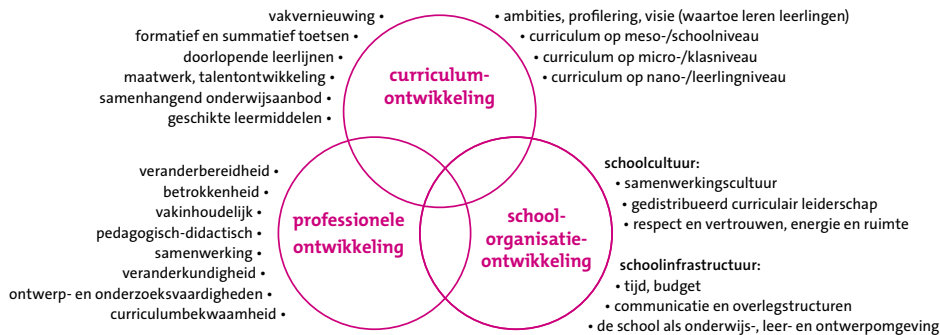 vakvernieuwing •
formatief en summatief toetsen •
doorlopende leerlijnen •
maatwerk, talentontwikkeling •
samenhangend onderwijsaanbod •
geschikte leermiddelen •
• ambities, profilering, visie (waartoe leren leerlingen)
• curriculum op meso-/schoolniveau
• curriculum op micro-/klasniveau
• curriculum op nano-/leerlingniveau
curriculum-
ontwikkeling
veranderbereidheid •
betrokkenheid •
vakinhoudelijk •
pedagogisch-didactisch •
samenwerking •
veranderkundigheid •
ontwerp- en onderzoeksvaardigheden •
curriculumbekwaamheid •
professionele
ontwikkeling
school-
organisatie-
ontwikkeling
schoolcultuur:
• samenwerkingscultuur
• gedistribueerd curriculair leiderschap
• respect en vertrouwen, energie en ruimte
schoolinfrastructuur:
• tijd, budget
• communicatie en overlegstructuren
• de school als onderwijs-, leer- en ontwerpomgeving